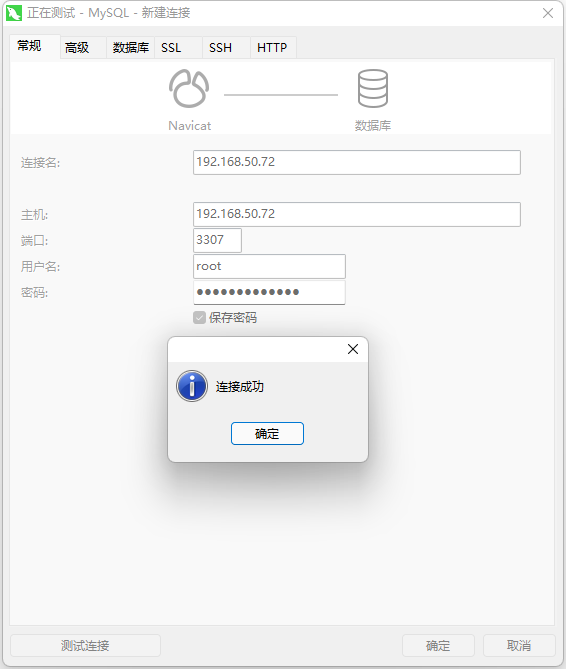 正在测试 - MySQL - 新建连接
常规 高级 数据库 SSL SSH HTTP
Navicat 数据库
连接名: 192.168.50.72
主机: 192.168.50.72
端口: 3307
用户名: root
密码: ●●●●●●●●●●●●●
保存密码
连接成功
确定
测试连接 确定 取消